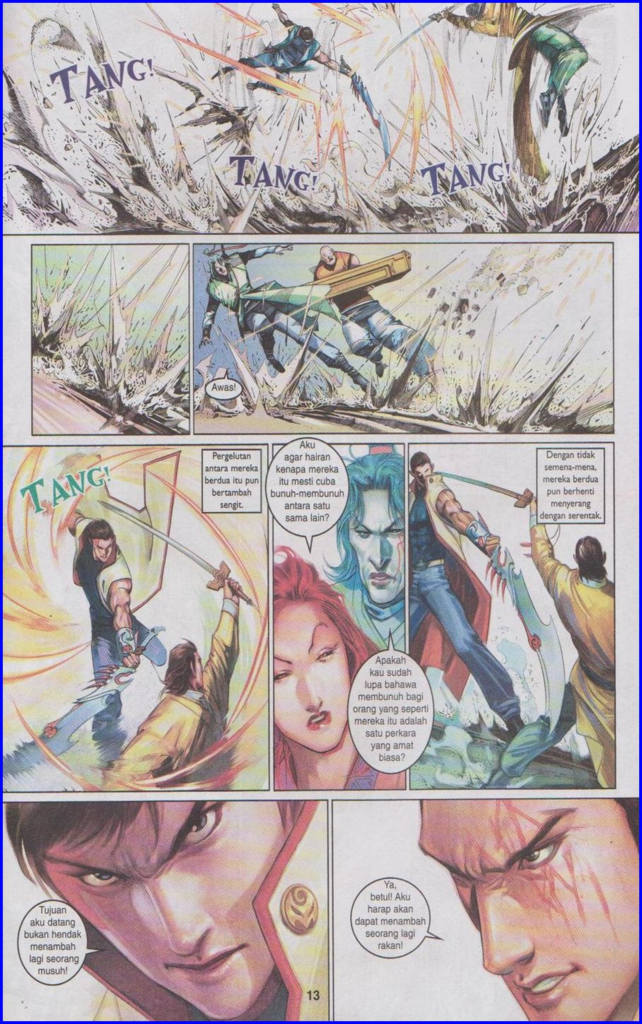 TANG!
TANG!
TANG!
Awas!
TANG!
Pergelutan
antara mereka
berdua itu pun
bertambah
sengit.
Aku
agar hairan
kenapa mereka
itu mesti cuba
bunuh-membunuh
antara satu
sama lain?
Apakah
kau sudah
lupa bahawa
membunuh bagi
orang yang seperti
mereka itu adalah
satu perkara
yang amat
biasa?
Dengan tidak
semena-mena,
mereka berdua
pun berhenti
menyerang
dengan serentak.
Tujuan
aku datang
bukan hendak
menambah
lagi seorang
musuh!
Ya,
betul! Aku
harap akan
dapat menambah
seorang lagi
rakan!
13